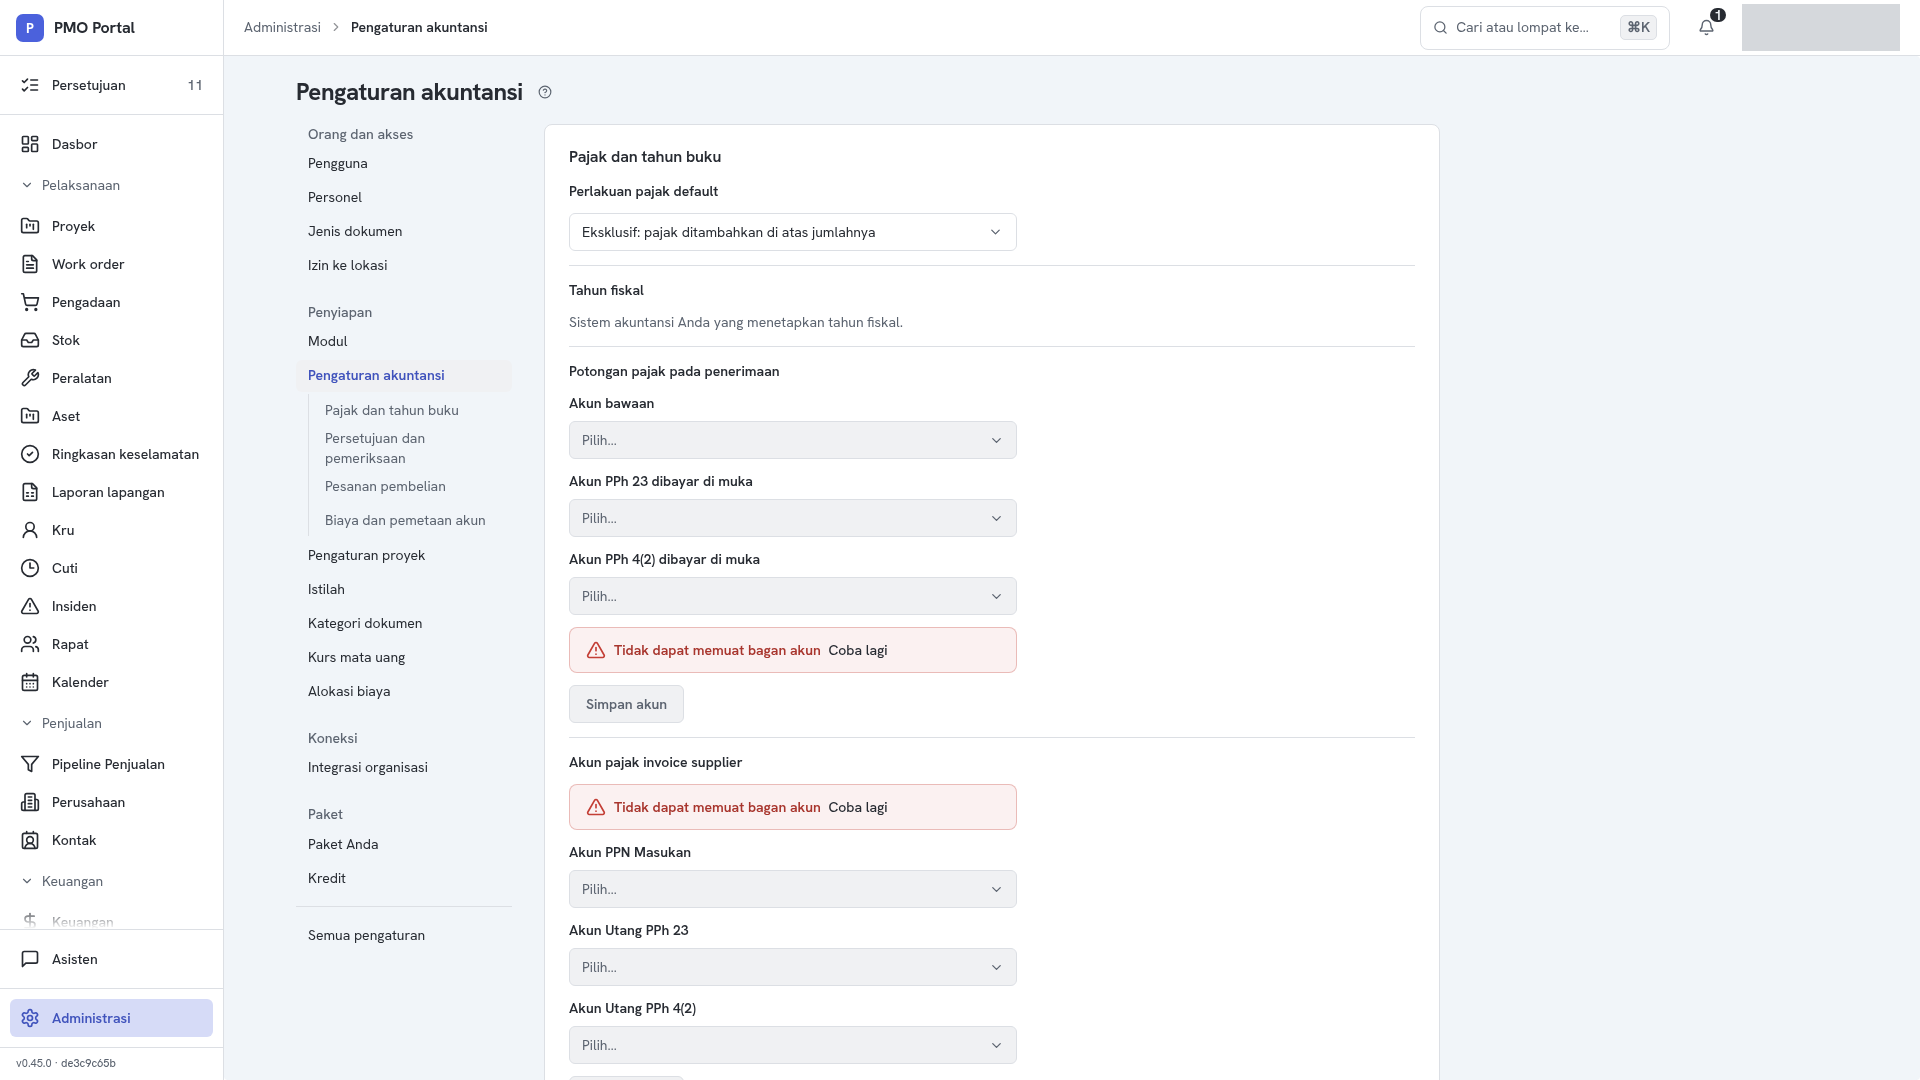 P
PMO Portal
Administrasi
Pengaturan akuntansi
Cari atau lompat ke...
⌘K
1
Persetujuan
11
Dasbor
Pelaksanaan
Proyek
Work order
Pengadaan
Stok
Peralatan
Aset
Ringkasan keselamatan
Laporan lapangan
Kru
Cuti
Insiden
Rapat
Kalender
Penjualan
Pipeline Penjualan
Perusahaan
Kontak
Keuangan
Keuangan
Asisten
Administrasi
v0.45.0 · de3c9c65b
Pengaturan akuntansi
Orang dan akses
Pengguna
Personel
Jenis dokumen
Izin ke lokasi
Penyiapan
Modul
Pengaturan akuntansi
Pajak dan tahun buku
Persetujuan dan
pemeriksaan
Pesanan pembelian
Biaya dan pemetaan akun
Pengaturan proyek
Istilah
Kategori dokumen
Kurs mata uang
Alokasi biaya
Koneksi
Integrasi organisasi
Paket
Paket Anda
Kredit
Semua pengaturan
Pajak dan tahun buku
Perlakuan pajak default
Eksklusif: pajak ditambahkan di atas jumlahnya
Tahun fiskal
Sistem akuntansi Anda yang menetapkan tahun fiskal.
Potongan pajak pada penerimaan
Akun bawaan
Pilih...
Akun PPh 23 dibayar di muka
Pilih...
Akun PPh 4(2) dibayar di muka
Pilih...
Tidak dapat memuat bagan akun Coba lagi
Simpan akun
Akun pajak invoice supplier
Tidak dapat memuat bagan akun Coba lagi
Akun PPN Masukan
Pilih...
Akun Utang PPh 23
Pilih...
Akun Utang PPh 4(2)
Pilih...